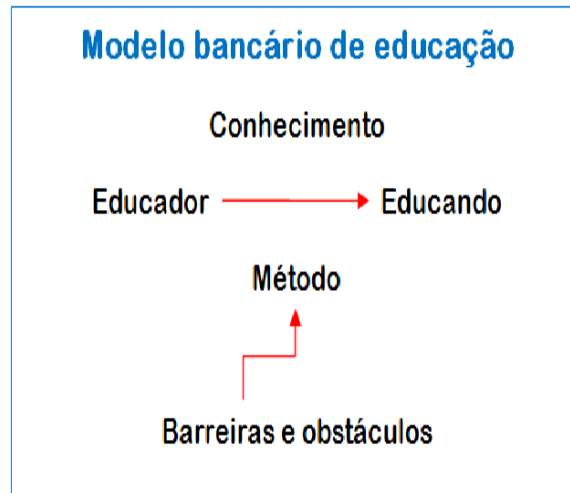 Modelo bancário de educação
Conhecimento
Educador Educando
Método
Barreiras e obstáculos